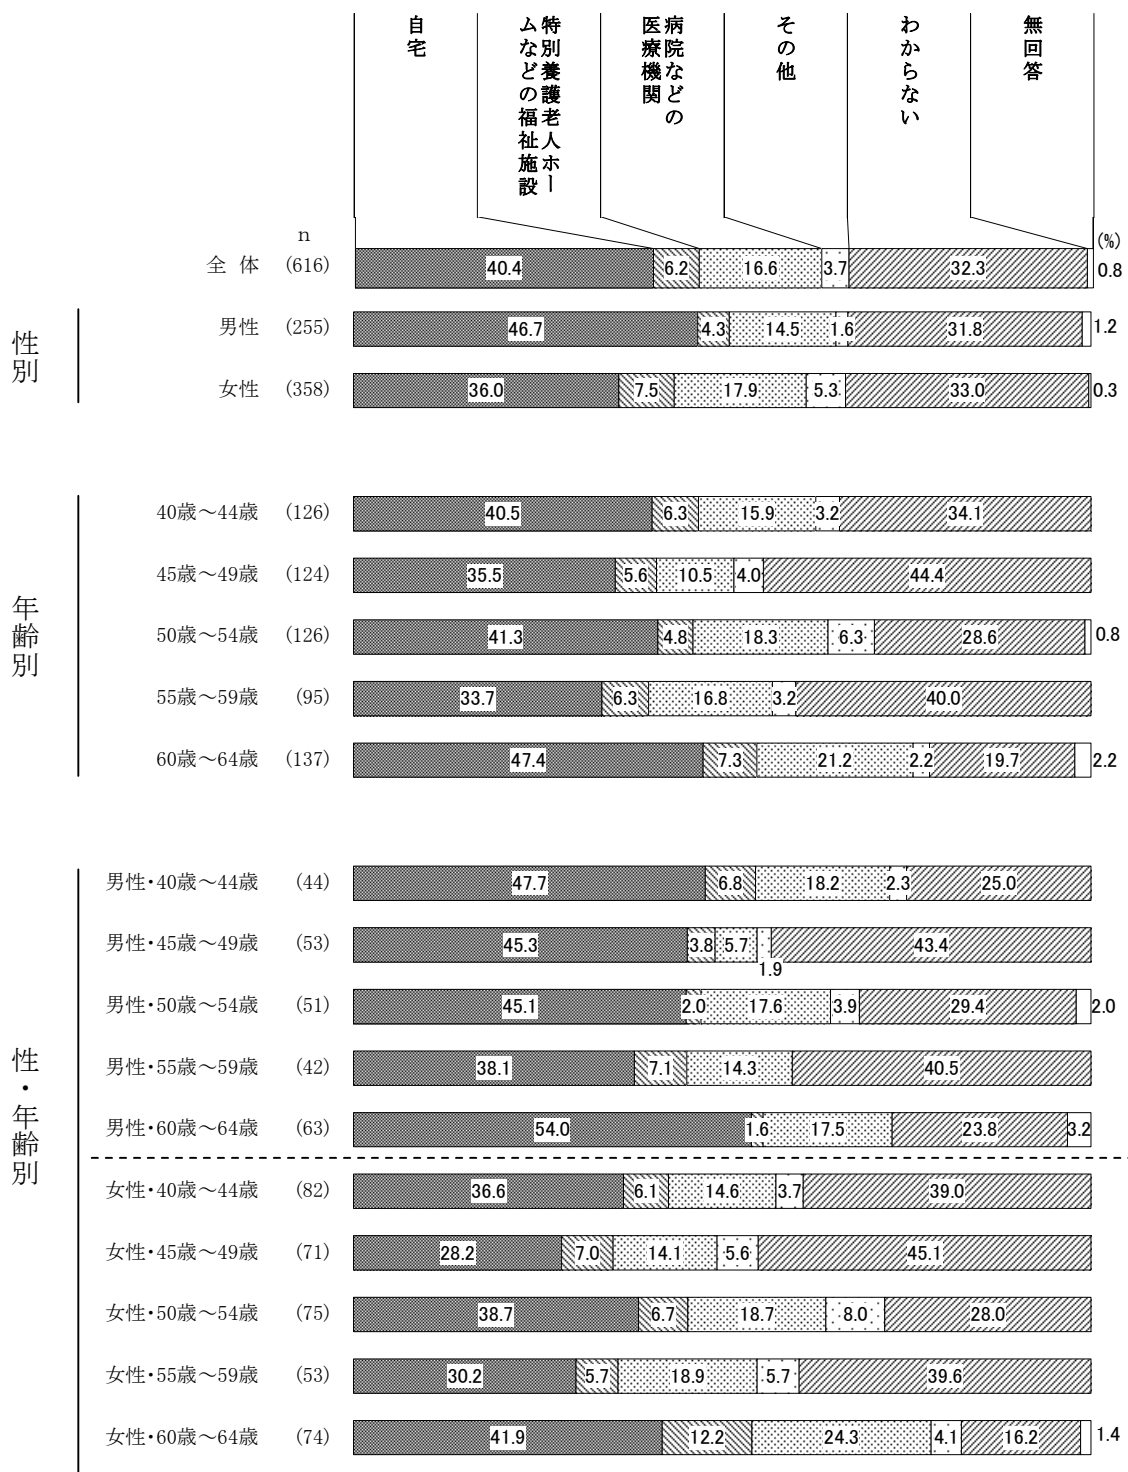 自宅
特別養護老人ホー
ムなどの福祉施設
病院などの
医療機関
その他
わからない
無回答
n
(%)
全 体 (616) 40.4 6.2 16.6 3.7 32.3 0.8
性別
男性 (255) 46.7 4.3 14.5 1.6 31.8 1.2
女性 (358) 36.0 7.5 17.9 5.3 33.0 0.3
年齢別
40歳～44歳 (126) 40.5 6.3 15.9 3.2 34.1
45歳～49歳 (124) 35.5 5.6 10.5 4.0 44.4
50歳～54歳 (126) 41.3 4.8 18.3 6.3 28.6 0.8
55歳～59歳 (95) 33.7 6.3 16.8 3.2 40.0
60歳～64歳 (137) 47.4 7.3 21.2 2.2 19.7 2.2
性・年齢別
男性・40歳～44歳 (44) 47.7 6.8 18.2 2.3 25.0
男性・45歳～49歳 (53) 45.3 3.8 5.7 1.9 43.4
男性・50歳～54歳 (51) 45.1 2.0 17.6 3.9 29.4 2.0
男性・55歳～59歳 (42) 38.1 7.1 14.3 40.5
男性・60歳～64歳 (63) 54.0 1.6 17.5 23.8 3.2
女性・40歳～44歳 (82) 36.6 6.1 14.6 3.7 39.0
女性・45歳～49歳 (71) 28.2 7.0 14.1 5.6 45.1
女性・50歳～54歳 (75) 38.7 6.7 18.7 8.0 28.0
女性・55歳～59歳 (53) 30.2 5.7 18.9 5.7 39.6
女性・60歳～64歳 (74) 41.9 12.2 24.3 4.1 16.2 1.4